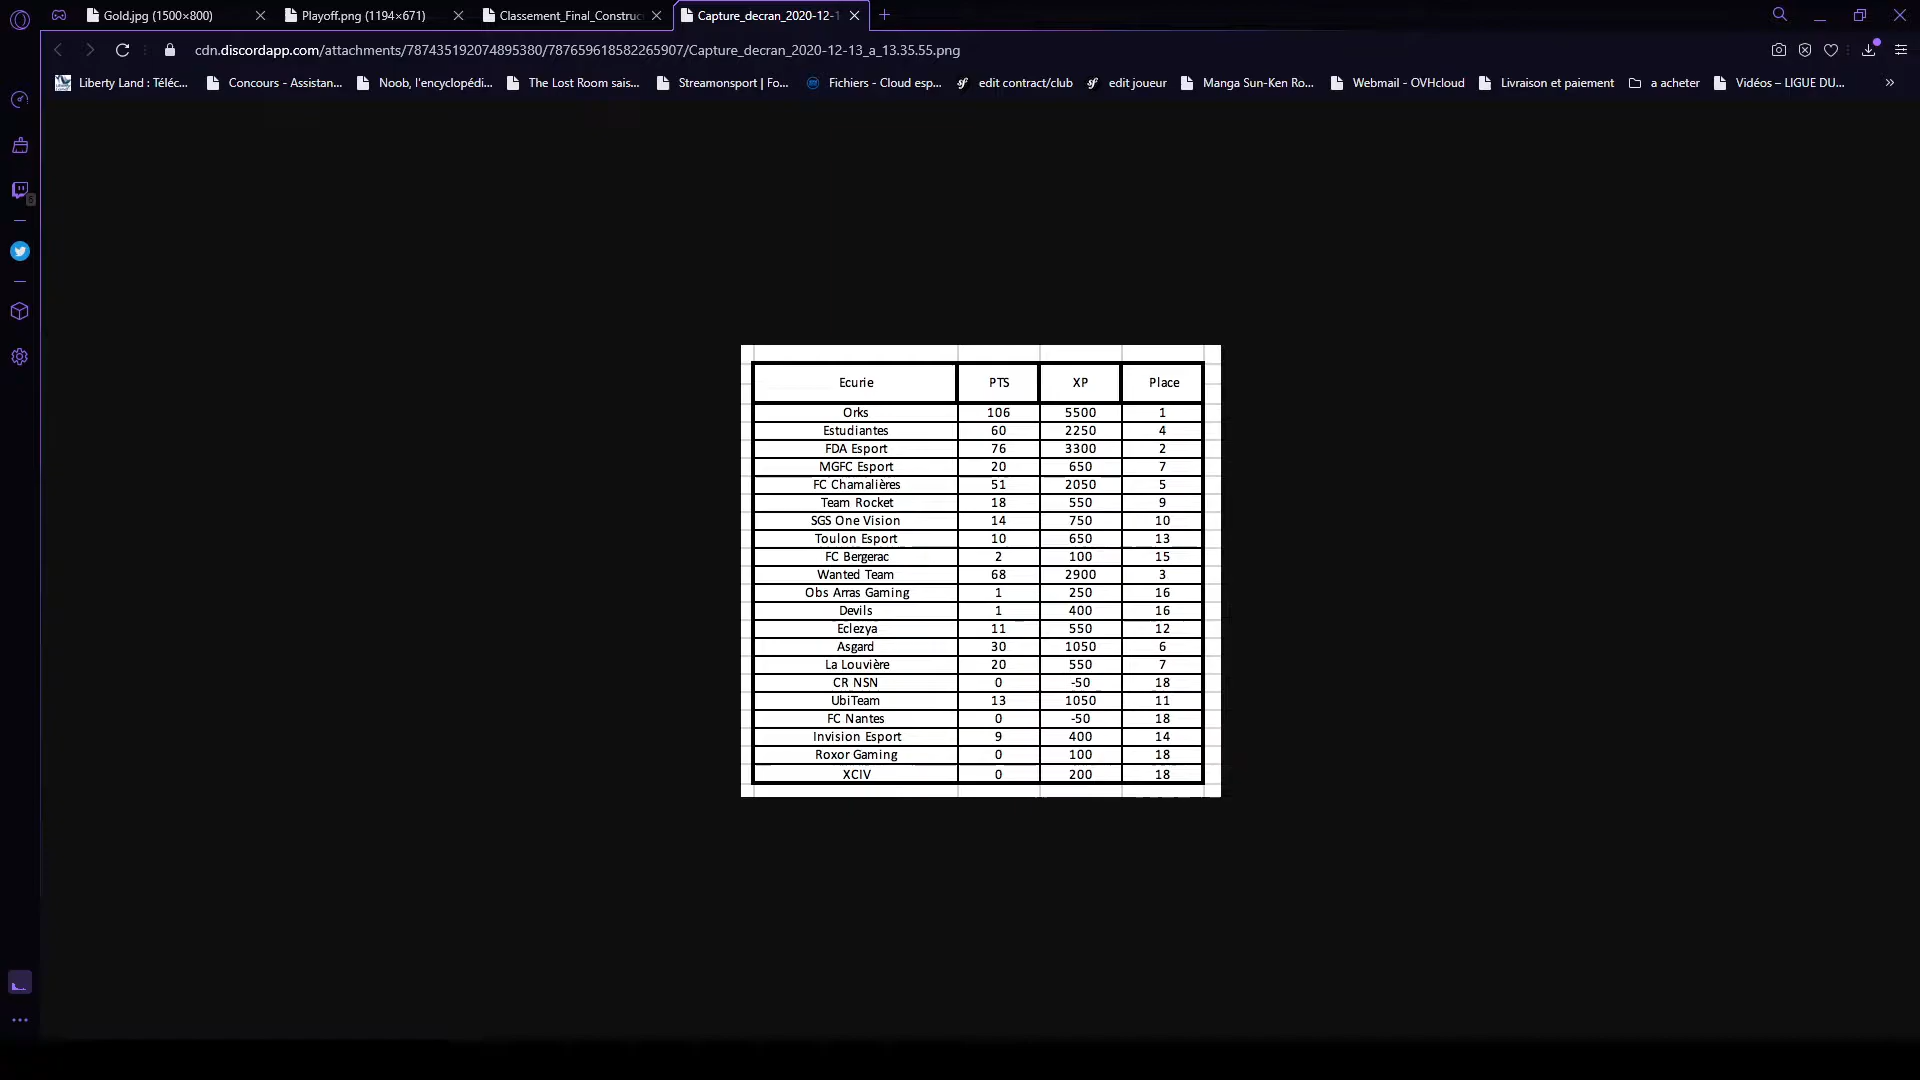 Gold.jpg (1500×800)
Playoff.png (1194×671)
Classement_Final_Construc
Capture_decran_2020-12-1
cdn.discordapp.com/attachments/787435192074895380/787659618582265907/Capture_decran_2020-12-13_a_13.35.55.png
Liberty Land : Téléc... Concours - Assistan... Noob, l'encyclopédi... The Lost Room sais... Streamonsport | Fo... Fichiers - Cloud esp... edit contract/club edit joueur Manga Sun-Ken Ro... Webmail - OVHcloud Livraison et paiement a acheter Vidéos – LIGUE DU... »
Ecurie PTS XP Place
Orks 106 5500 1
Estudiantes 60 2250 4
FDA Esport 76 3300 2
MGFC Esport 20 650 7
FC Chamalières 51 2050 5
Team Rocket 18 550 9
SGS One Vision 14 750 10
Toulon Esport 10 650 13
FC Bergerac 2 100 15
Wanted Team 68 2900 3
Obs Arras Gaming 1 250 16
Devils 1 400 16
Eclezya 11 550 12
Asgard 30 1050 6
La Louvière 20 550 7
CR NSN 0 -50 18
UbiTeam 13 1050 11
FC Nantes 0 -50 18
Invision Esport 9 400 14
Roxor Gaming 0 100 18
XCIV 0 200 18